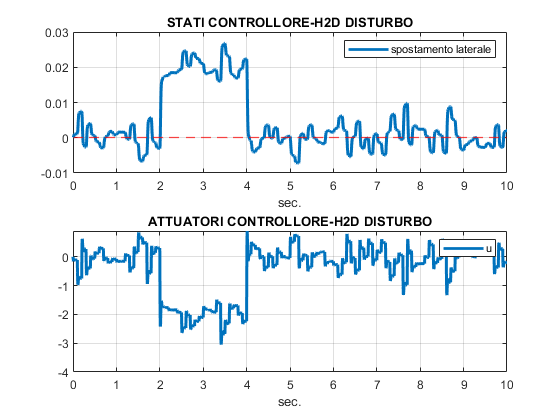 STATI CONTROLLORE-H2D DISTURBO
0.03
0.02
0.01
0
-0.01
spostamento laterale
0 1 2 3 4 5 6 7 8 9 10
sec.
ATTUATORI CONTROLLORE-H2D DISTURBO
0
-1
-2
-3
-4
u
0 1 2 3 4 5 6 7 8 9 10
sec.